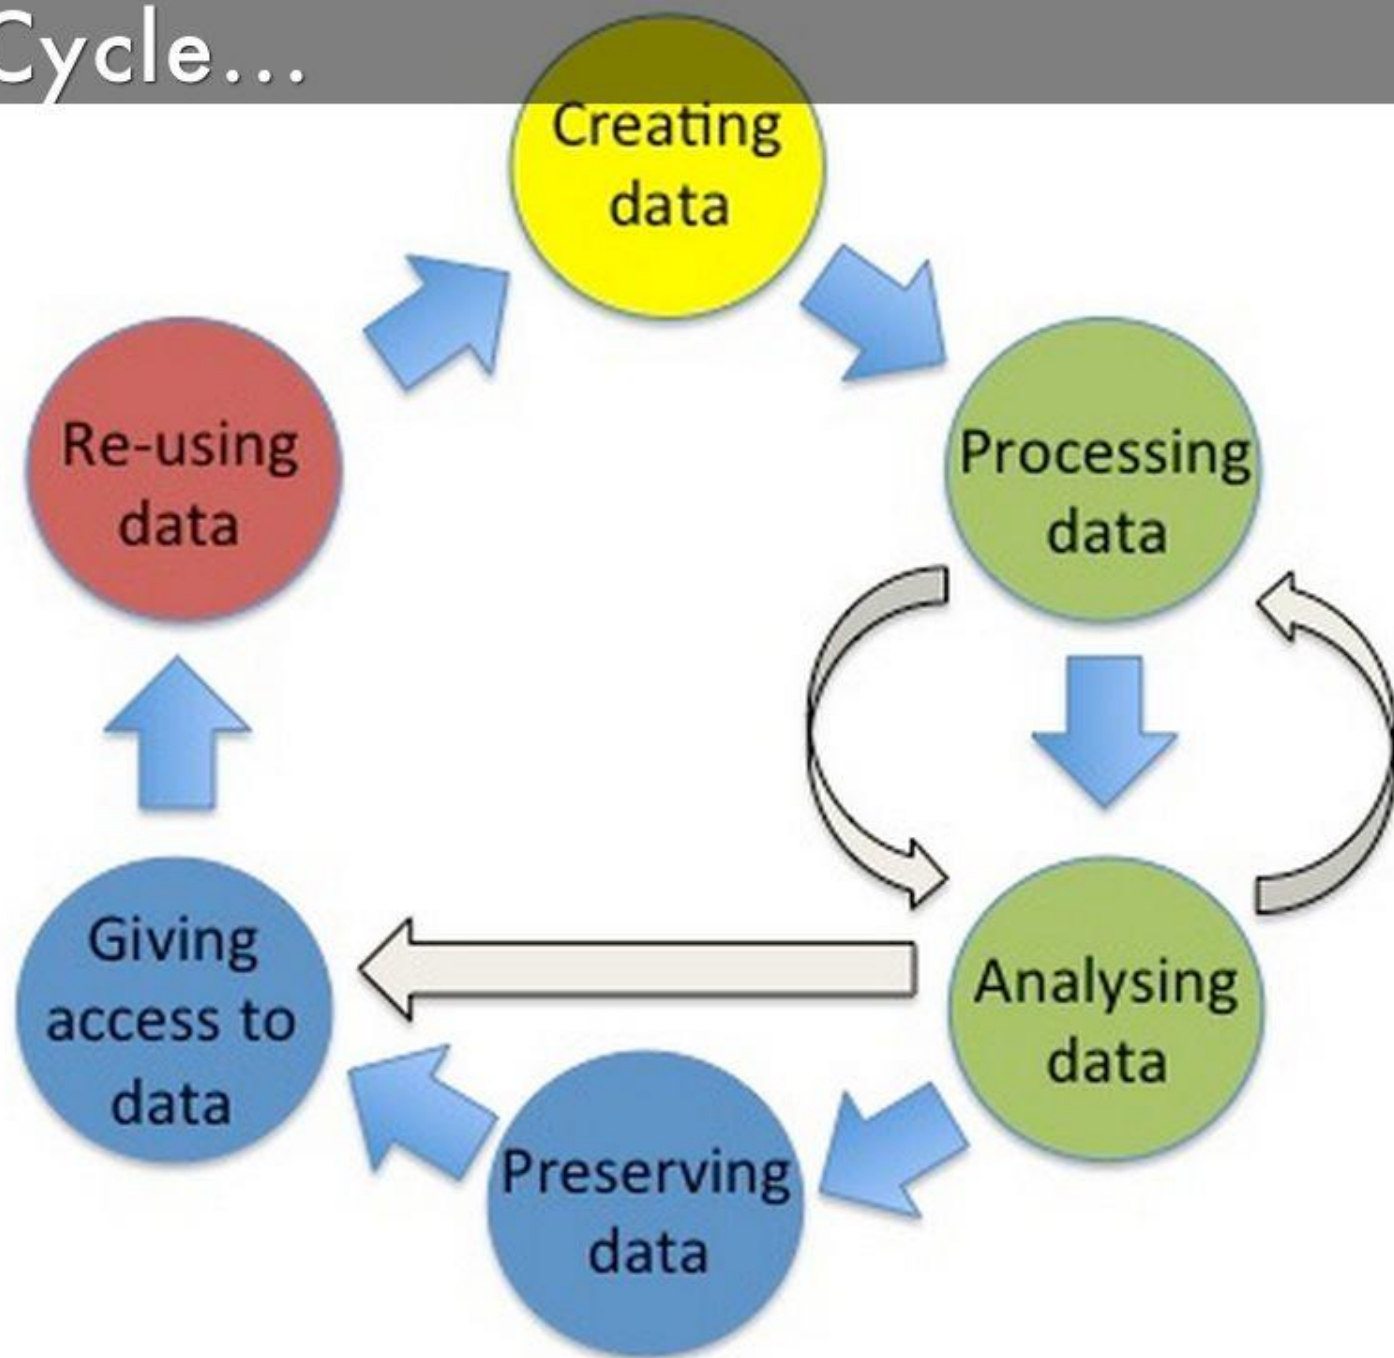 Cycle...
Creating
data
Processing
data
Analysing
data
Preserving
data
Giving
access to
data
Re-using
data